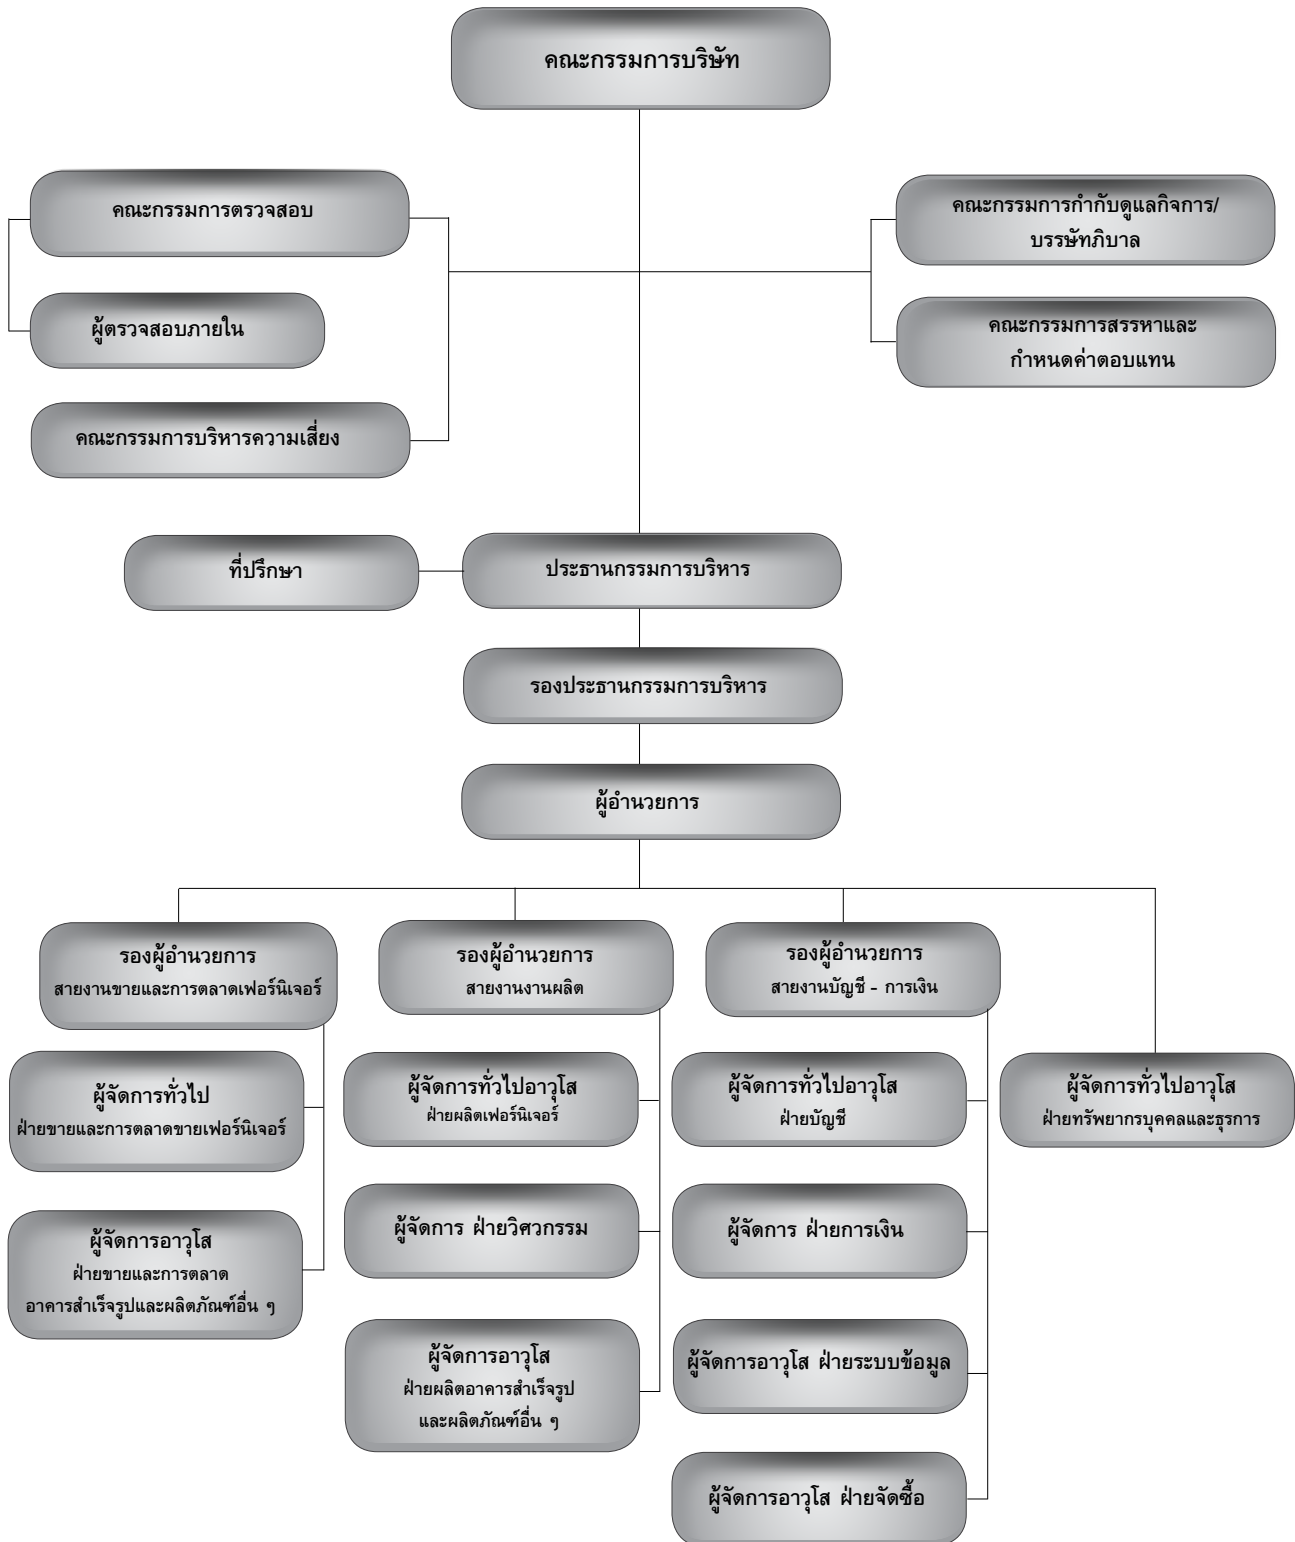 คณะกรรมการบริษัท
คณะกรรมการตรวจสอบ
ผู้ตรวจสอบภายใน
คณะกรรมการบริหารความเสี่ยง
คณะกรรมการกำกับดูแลกิจการ/
บรรษัทภิบาล
คณะกรรมการสรรหาและ
กำหนดค่าตอบแทน
ที่ปรึกษา
ประธานกรรมการบริหาร
รองประธานกรรมการบริหาร
ผู้อำนวยการ
รองผู้อำนวยการ
สายงานขายและการตลาดเฟอร์นิเจอร์
ผู้จัดการทั่วไป
ฝ่ายขายและการตลาดขายเฟอร์นิเจอร์
ผู้จัดการอาวุโส
ฝ่ายขายและการตลาด
อาคารสำเร็จรูปและผลิตภัณฑ์อื่น ๆ
รองผู้อำนวยการ
สายงานงานผลิต
ผู้จัดการทั่วไปอาวุโส
ฝ่ายผลิตเฟอร์นิเจอร์
ผู้จัดการ ฝ่ายวิศวกรรม
ผู้จัดการอาวุโส
ฝ่ายผลิตอาคารสำเร็จรูป
และผลิตภัณฑ์อื่น ๆ
รองผู้อำนวยการ
สายงานบัญชี - การเงิน
ผู้จัดการทั่วไปอาวุโส
ฝ่ายบัญชี
ผู้จัดการ ฝ่ายการเงิน
ผู้จัดการอาวุโส ฝ่ายระบบข้อมูล
ผู้จัดการอาวุโส ฝ่ายจัดซื้อ
ผู้จัดการทั่วไปอาวุโส
ฝ่ายทรัพยากรบุคคลและธุรการ